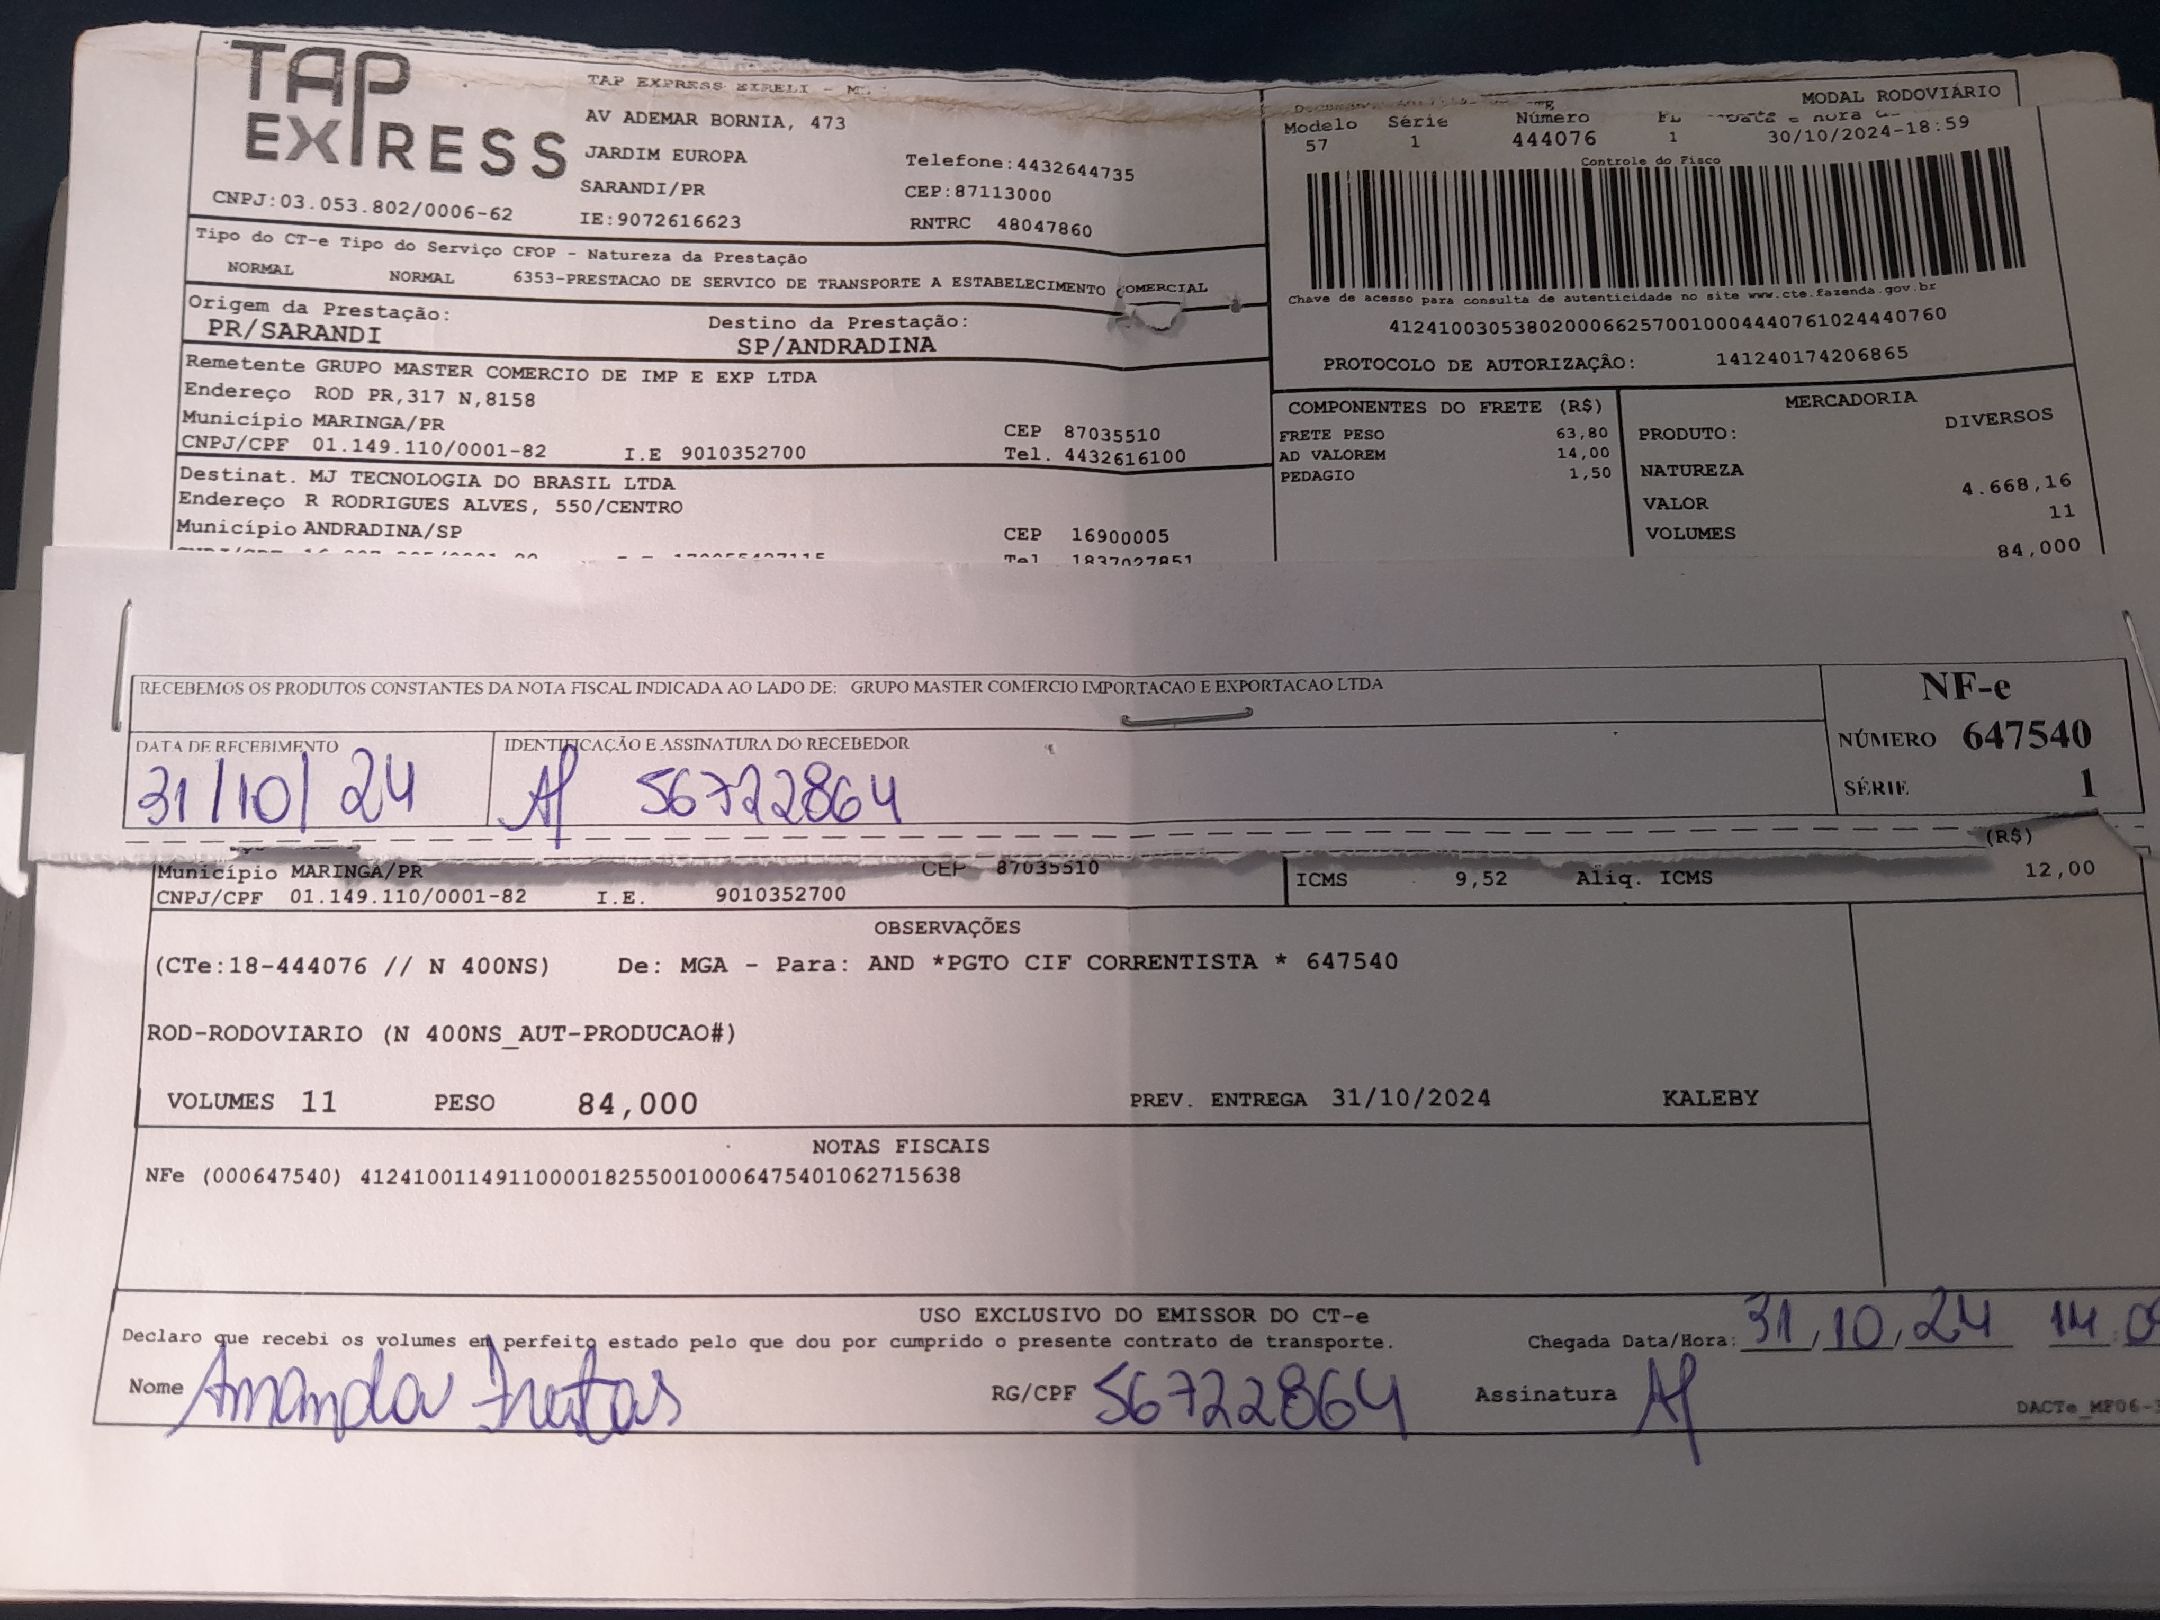 TAP
EXPRESS
CNPJ:03.053.802/0006-62
TAP EXPRESS EIRELI -
AV ADEMAR BORNIA, 473
JARDIM EUROPA
SARANDI/PR
IE:9072616623
Telefone:4432644735
CEP:87113000
RNTRC 48047860
MODAL RODOVIÁRIO
Modelo Série Número
57 1 444076 1 30/10/2024-18:59
Controle do Fisco
Chave de acesso para consulta de autenticidade no site www.cte.fazenda.gov.br
41241003053802000662570010004440761024440760
PROTOCOLO DE AUTORIZAÇÃO: 141240174206865
Tipo do CT-e Tipo do Serviço CFOP - Natureza da Prestação
NORMAL NORMAL 6353-PRESTACAO DE SERVICO DE TRANSPORTE A ESTABELECIMENTO COMERCIAL
Origem da Prestação: Destino da Prestação:
PR/SARANDI SP/ANDRADINA
Remetente GRUPO MASTER COMERCIO DE IMP E EXP LTDA
Endereço ROD PR,317 N,8158
Município MARINGA/PR CEP 87035510
CNPJ/CPF 01.149.110/0001-82 I.E 9010352700 Tel. 4432616100
Destinat. MJ TECNOLOGIA DO BRASIL LTDA
Endereço R RODRIGUES ALVES, 550/CENTRO
Município ANDRADINA/SP CEP 16900005
Tel 1837027851
COMPONENTES DO FRETE (R$)
FRETE PESO 63,80
AD VALOREM 14,00
PEDAGIO 1,50
MERCADORIA
PRODUTO: DIVERSOS
NATUREZA
VALOR 4.668,16
VOLUMES 11
84,000
RECEBEMOS OS PRODUTOS CONSTANTES DA NOTA FISCAL INDICADA AO LADO DE: GRUPO MASTER COMERCIO IMPORTACAO E EXPORTACAO LTDA
DATA DE RECEBIMENTO IDENTIFICAÇÃO E ASSINATURA DO RECEBEDOR
31/10/24 Af 56722864
NF-e
NÚMERO 647540
SÉRIE 1
(R$)
Município MARINGA/PR CEP 87035510
CNPJ/CPF 01.149.110/0001-82 I.E. 9010352700
ICMS 9,52 Aliq. ICMS 12,00
OBSERVAÇÕES
(CTe:18-444076 // N 400NS) De: MGA - Para: AND *PGTO CIF CORRENTISTA * 647540
ROD-RODOVIARIO (N 400NS_AUT-PRODUCAO#)
VOLUMES 11 PESO 84,000 PREV. ENTREGA 31/10/2024 KALEBY
NOTAS FISCAIS
NFe (000647540) 41241001149110000182550010006475401062715638
USO EXCLUSIVO DO EMISSOR DO CT-e
Declaro que recebi os volumes em perfeito estado pelo que dou por cumprido o presente contrato de transporte. Chegada Data/Hora: 31/10/24 14:0
Nome Amanda Freitas RG/CPF 56722864 Assinatura Af
DACTe_MF06-